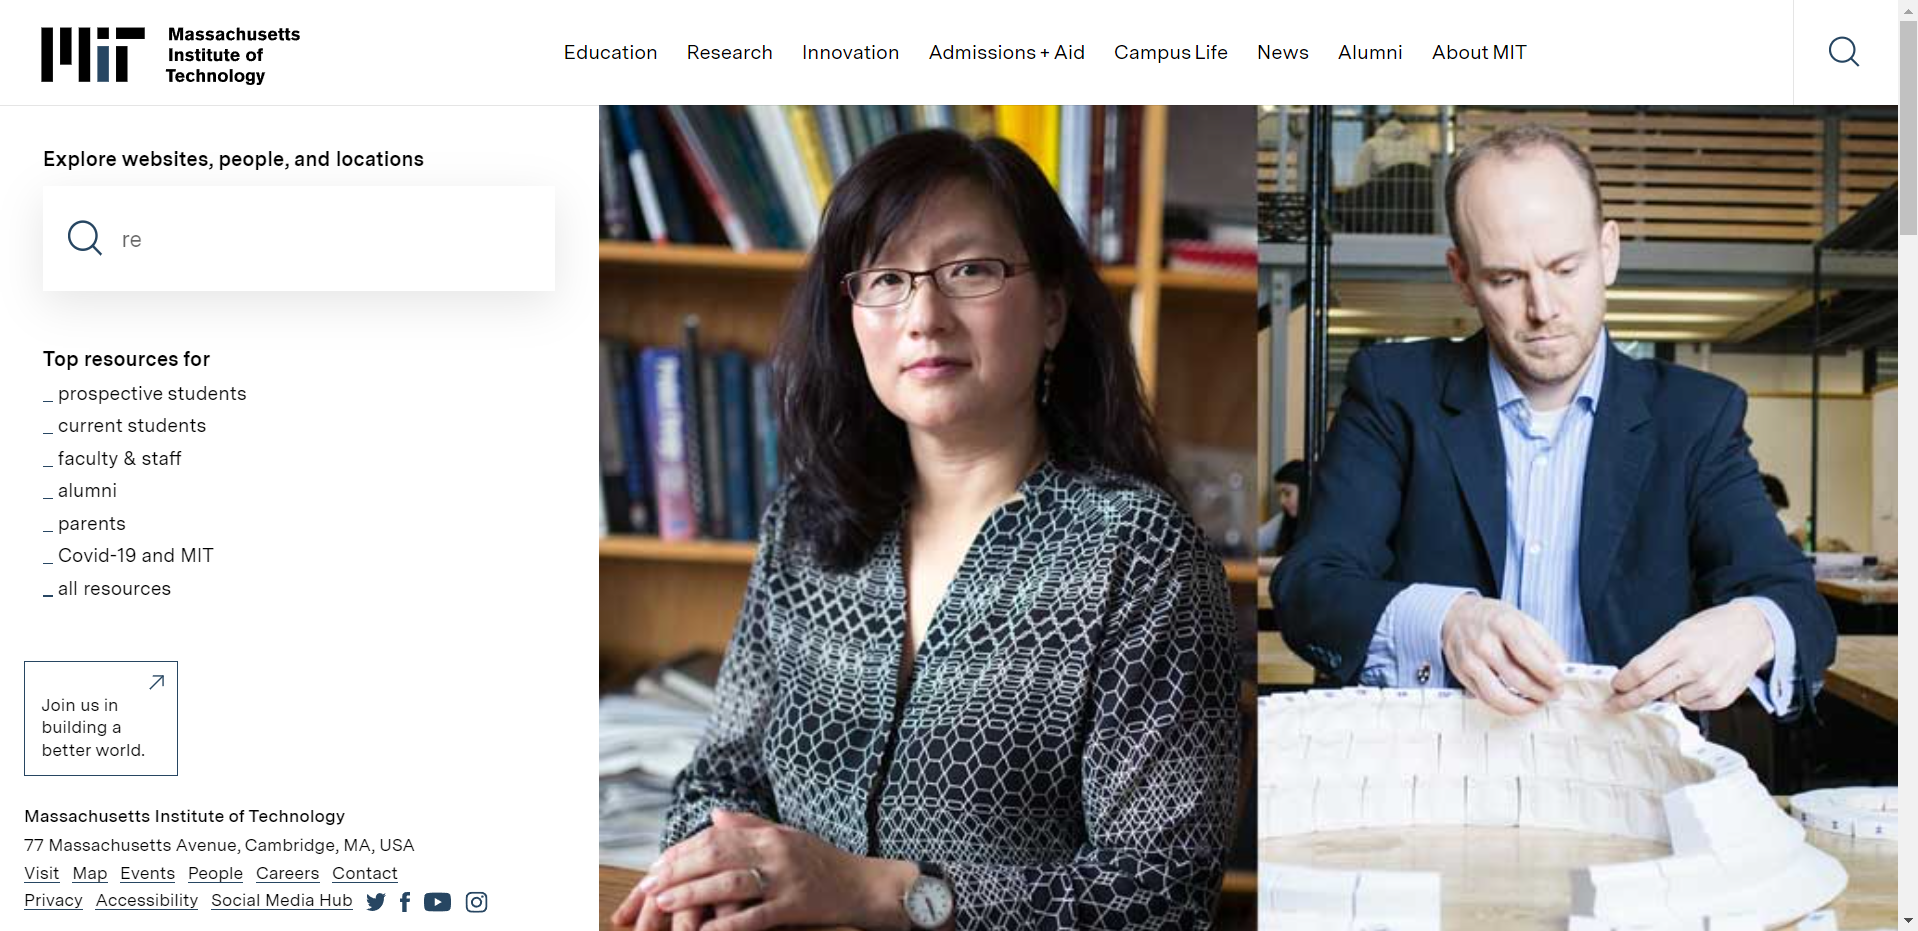 Massachusetts
Institute of
Technology
Education Research Innovation Admissions + Aid Campus Life News Alumni About MIT
Explore websites, people, and locations
re
Top resources for
_ prospective students
_ current students
_ faculty & staff
_ alumni
_ parents
_ Covid-19 and MIT
_ all resources
Join us in
building a
better world.
Massachusetts Institute of Technology
77 Massachusetts Avenue, Cambridge, MA, USA
Visit Map Events People Careers Contact
Privacy Accessibility Social Media Hub